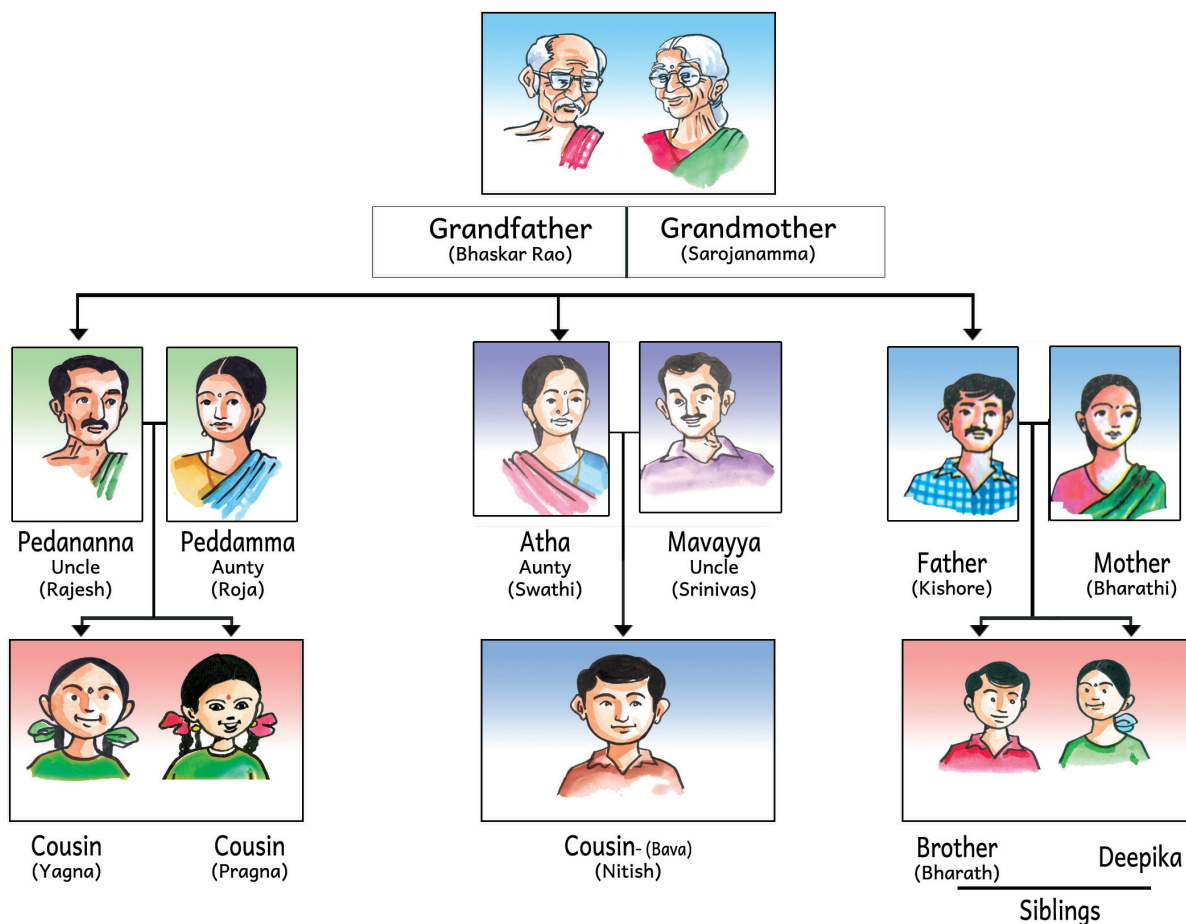 Grandfather
(Bhaskar Rao)
Grandmother
(Sarojanamma)
Pedananna
Uncle
(Rajesh)
Peddamma
Aunty
(Roja)
Atha
Aunty
(Swathi)
Mavayya
Uncle
(Srinivas)
Father
(Kishore)
Mother
(Bharathi)
Cousin
(Yagna)
Cousin
(Pragna)
Cousin- (Bava)
(Nitish)
Brother
(Bharath)
Deepika
Siblings